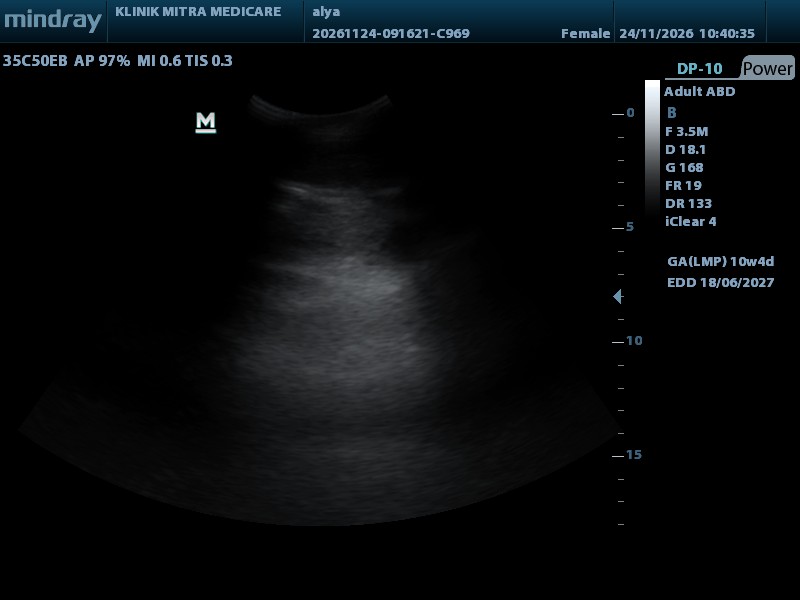 mindray
KLINIK MITRA MEDICARE
alya
20261124-091621-C969
Female
24/11/2026 10:40:35
35C50EB AP 97% MI 0.6 TIS 0.3
DP-10
Power
M
Adult ABD
B
F 3.5M
D 18.1
G 168
FR 19
DR 133
iClear 4
GA(LMP) 10w4d
EDD 18/06/2027
0
5
10
15